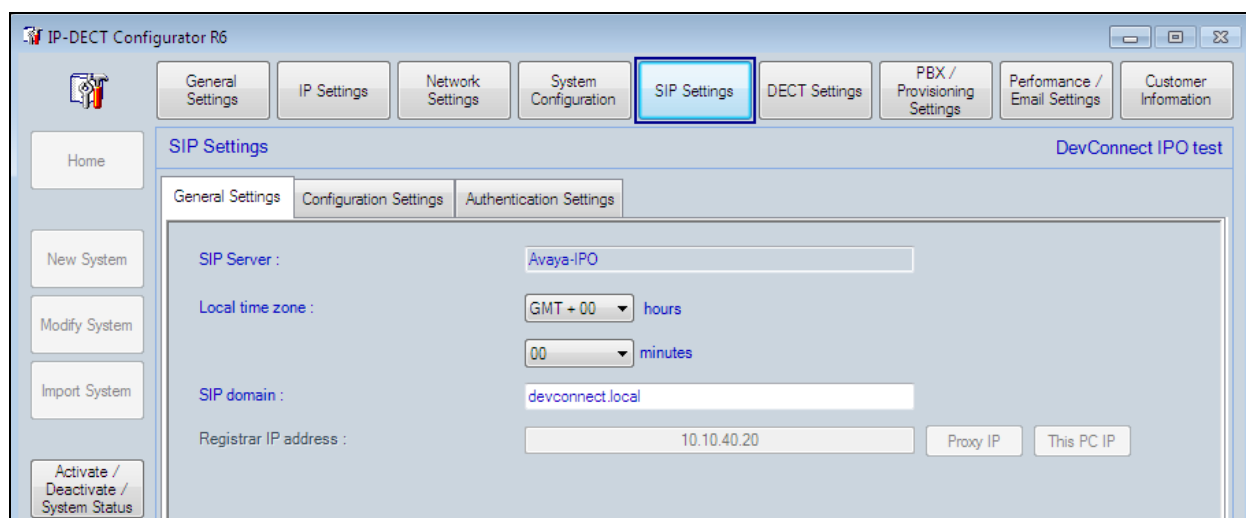 IP-DECT Configurator R6
General Settings
IP Settings
Network Settings
System Configuration
SIP Settings
DECT Settings
PBX / Provisioning Settings
Perfomance / Email Settings
Customer Information
Home
New System
Modify System
Import System
Activate / Deactivate / System Status
SIP Settings
DevConnect IPO test
General Settings
Configuration Settings
Authentication Settings
SIP Server :
Avaya-IPO
Local time zone :
GMT + 00
hours
00
minutes
SIP domain :
devconnect.local
Registrar IP address :
10.10.40.20
Proxy IP
This PC IP